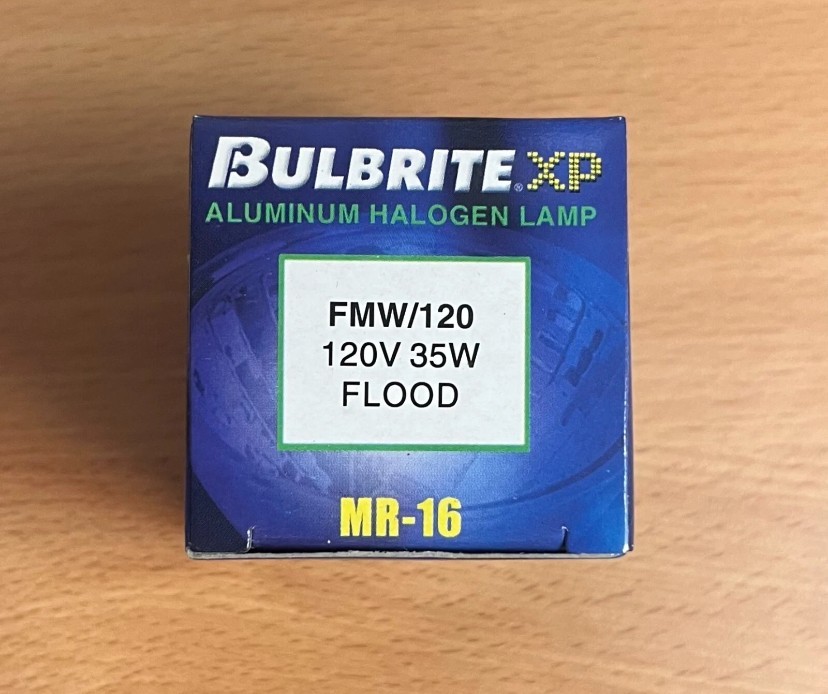 BULBRITE® XP
ALUMINUM HALOGEN LAMP
FMW/120
120V 35W
FLOOD
MR-16